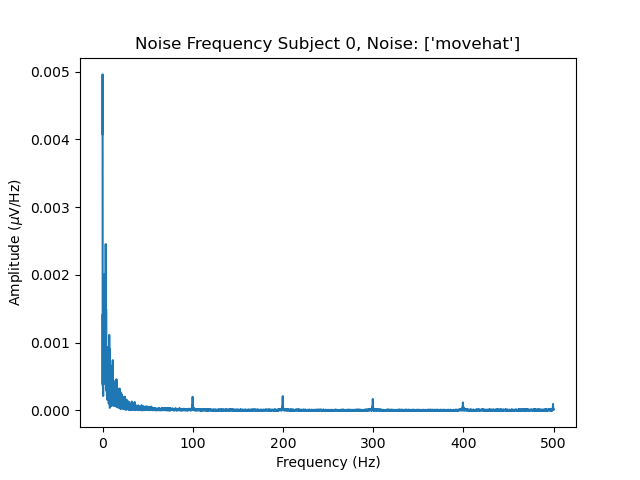 Noise Frequency Subject 0, Noise: ['movehat']
0.005
0.004
0.003
0.002
0.001
0.000
Amplitude (μV/Hz)
0 100 200 300 400 500
Frequency (Hz)